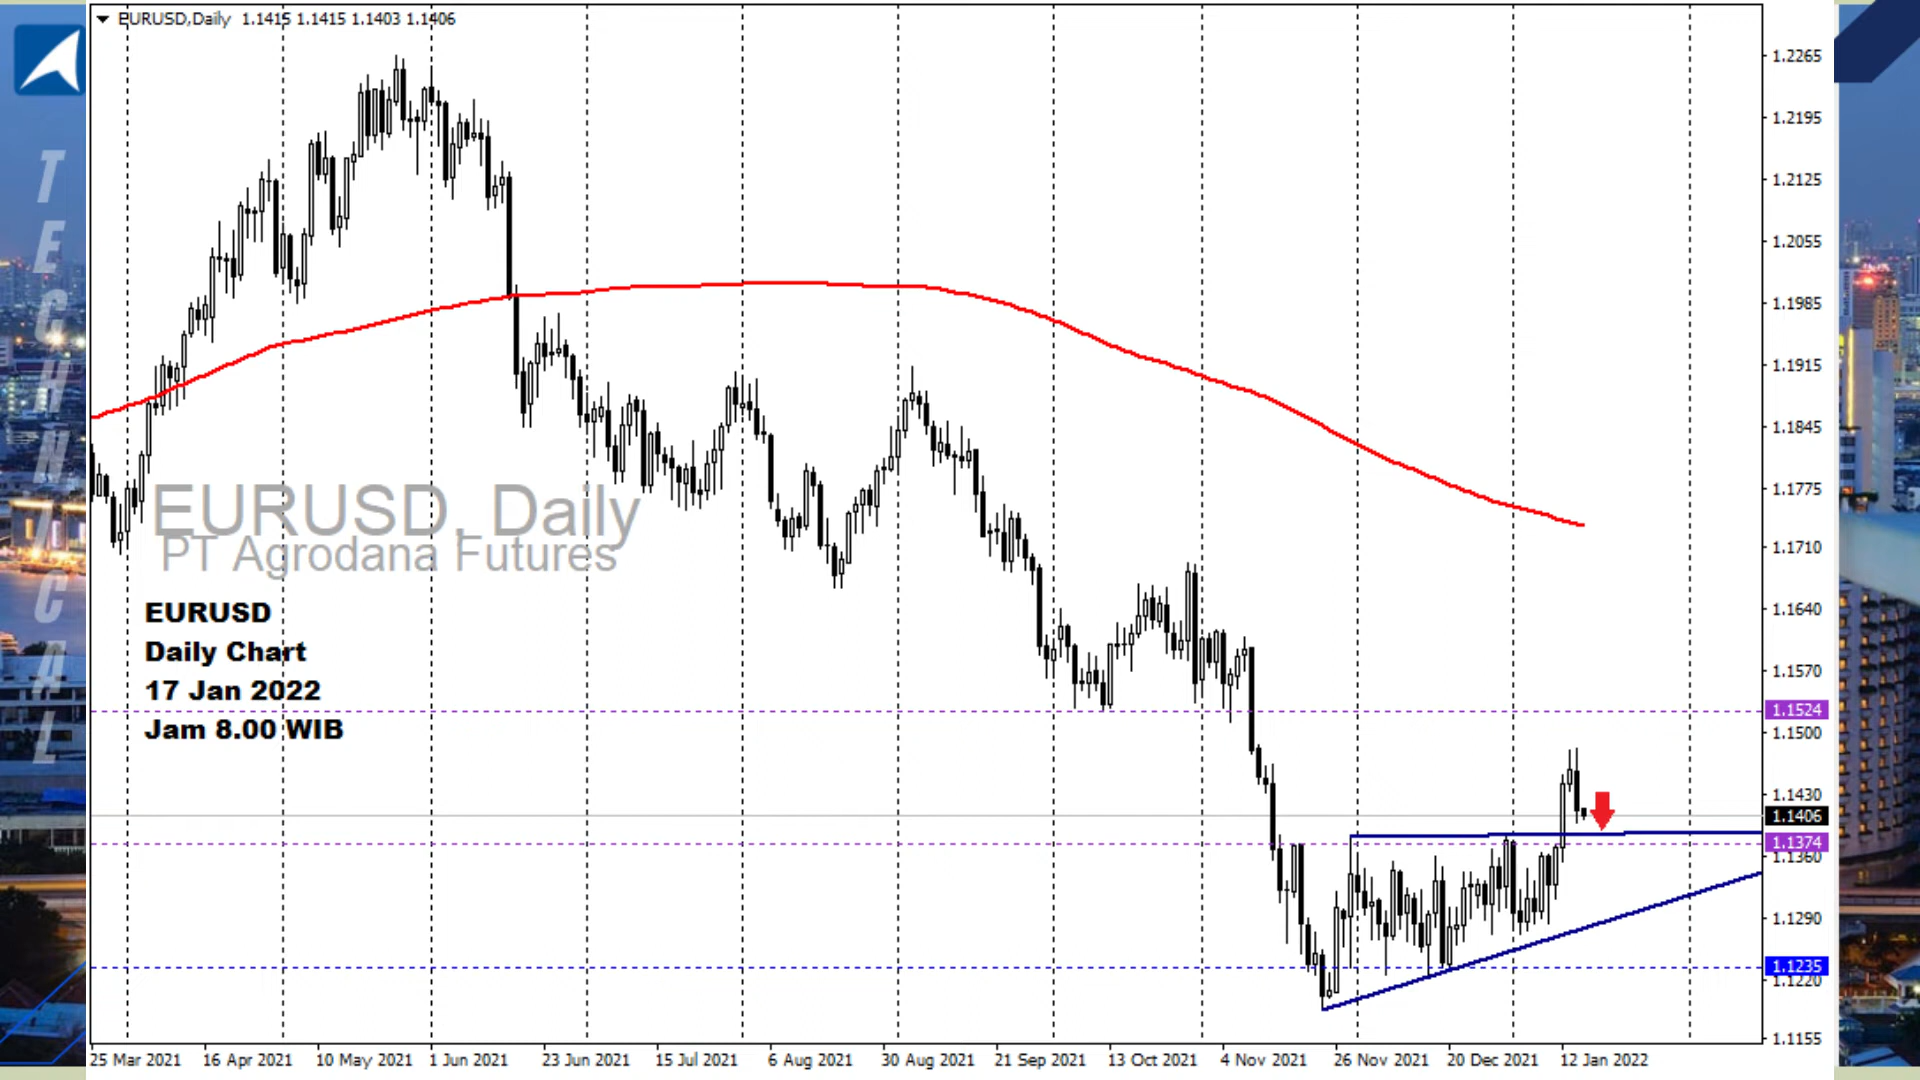 EURUSD,Daily 1.1415 1.1415 1.1403 1.1406
TECHNICAL
EURUSD, Daily
PT Agrodana Futures
EURUSD
Daily Chart
17 Jan 2022
Jam 8.00 WIB
1.2265
1.2195
1.2125
1.2055
1.1985
1.1915
1.1845
1.1775
1.1710
1.1640
1.1570
1.1524
1.1500
1.1430
1.1406
1.1374
1.1360
1.1290
1.1235
1.1220
1.1155
25 Mar 2021 16 Apr 2021 10 May 2021 1 Jun 2021 23 Jun 2021 15 Jul 2021 6 Aug 2021 30 Aug 2021 21 Sep 2021 13 Oct 2021 4 Nov 2021 26 Nov 2021 20 Dec 2021 12 Jan 2022